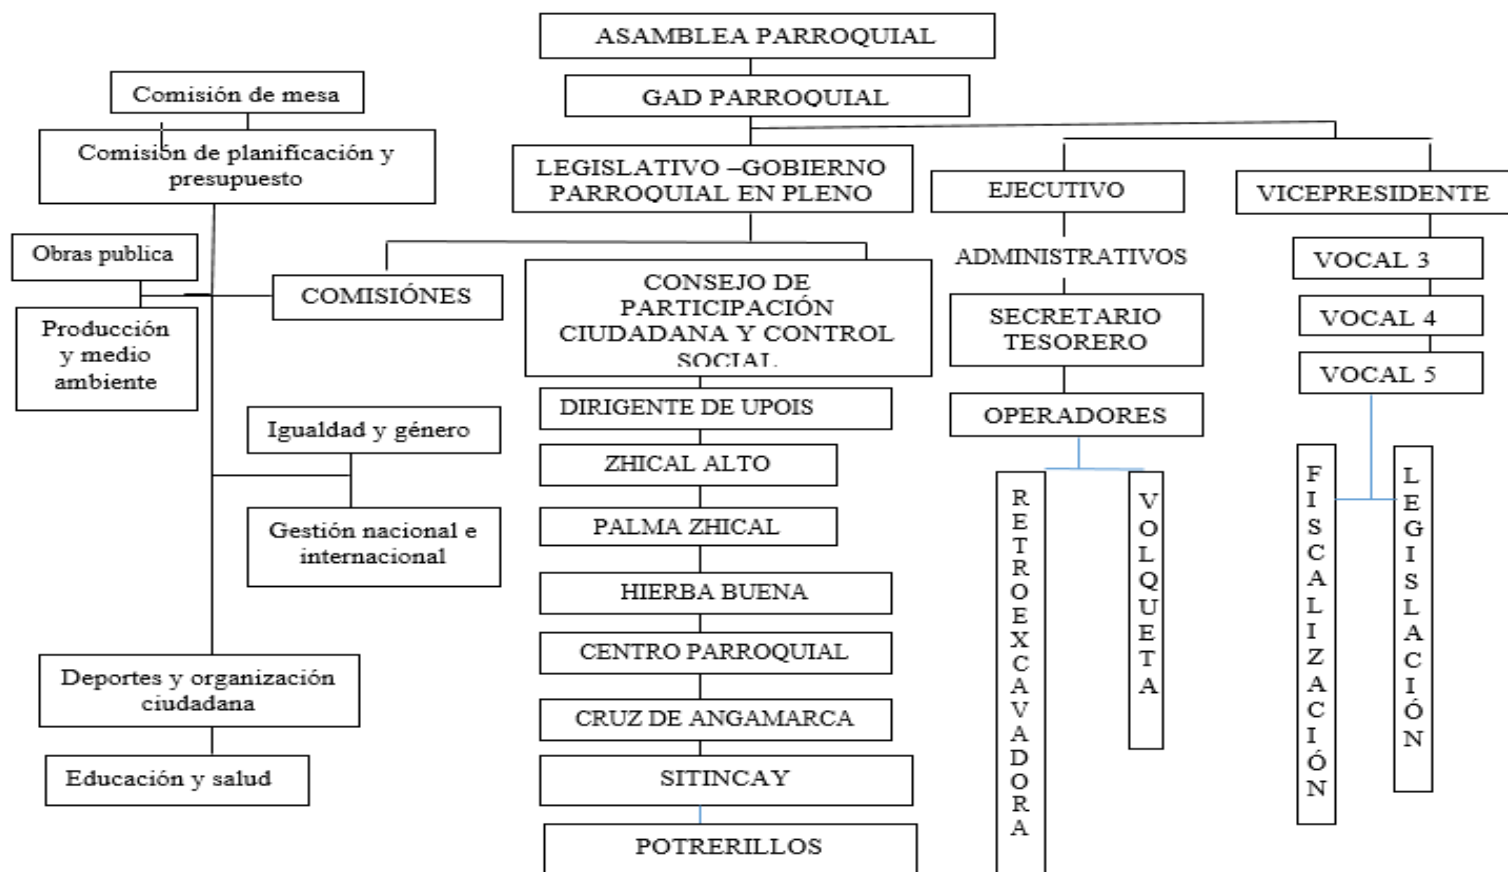 ASAMBLEA PARROQUIAL
GAD PARROQUIAL
Comisión de mesa
Comisión de planificación y
presupuesto
LEGISLATIVO –GOBIERNO
PARROQUIAL EN PLENO
EJECUTIVO
VICEPRESIDENTE
Obras publica
COMISIÓNES
Producción
y medio
ambiente
CONSEJO DE
PARTICIPACIÓN
CIUDADANA Y CONTROL
SOCIAL
ADMINISTRATIVOS
VOCAL 3
SECRETARIO
TESORERO
VOCAL 4
VOCAL 5
Igualdad y género
Gestión nacional e
internacional
DIRIGENTE DE UPOIS
OPERADORES
ZHICAL ALTO
PALMA ZHICAL
HIERBA BUENA
CENTRO PARROQUIAL
CRUZ DE ANGAMARCA
SITINCAY
POTRERILLOS
RETROEXCAVADORA
VOLQUETA
FISCALIZACIÓN
LEGISLACIÓN
Deportes y organización
ciudadana
Educación y salud